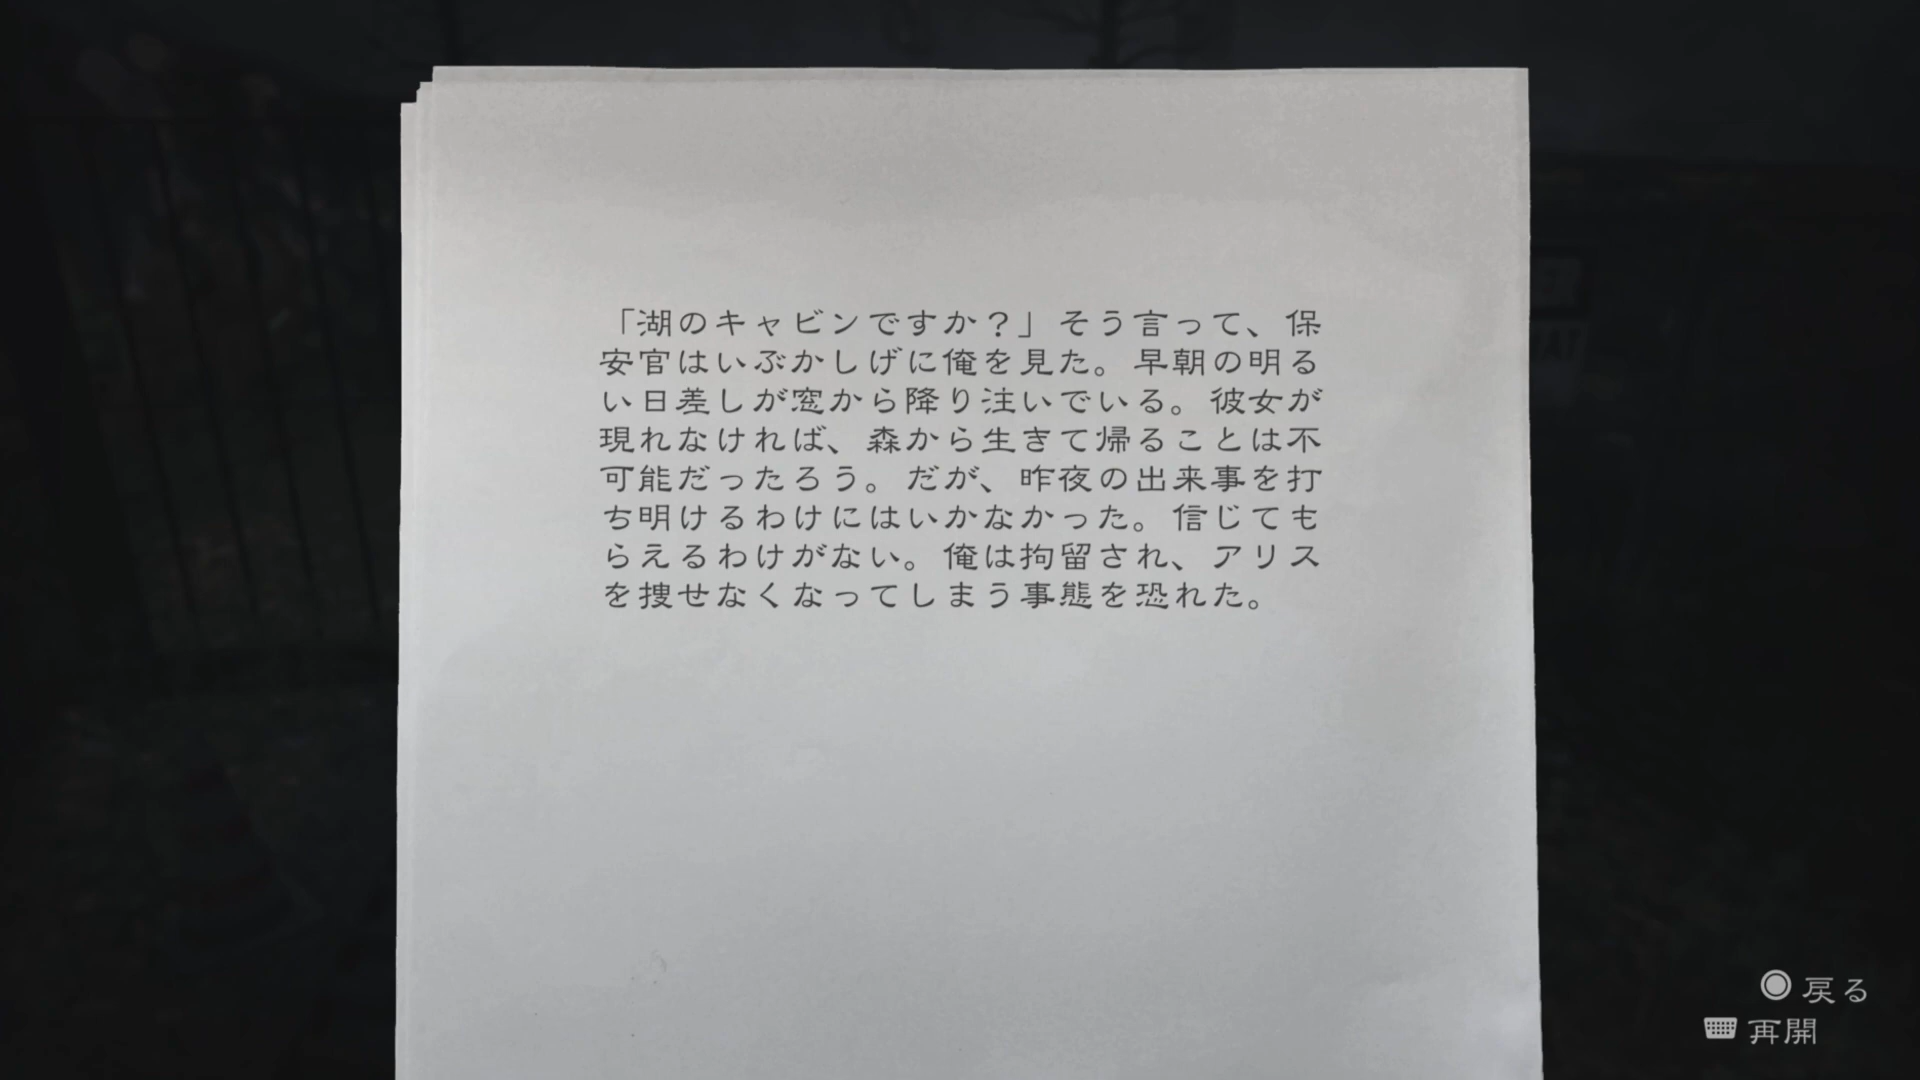 「湖のキャビンですか？」そう言って、保
安官はいぶかしげに俺を見た。早朝の明る
い日差しが窓から降り注いでいる。彼女が
現れなければ、森から生きて帰ることは不
可能だったろう。だが、昨夜の出来事を打
ち明けるわけにはいかなかった。信じても
らえるわけがない。俺は拘留され、アリス
を捜せなくなってしまう事態を恐れた。
戻る
再開